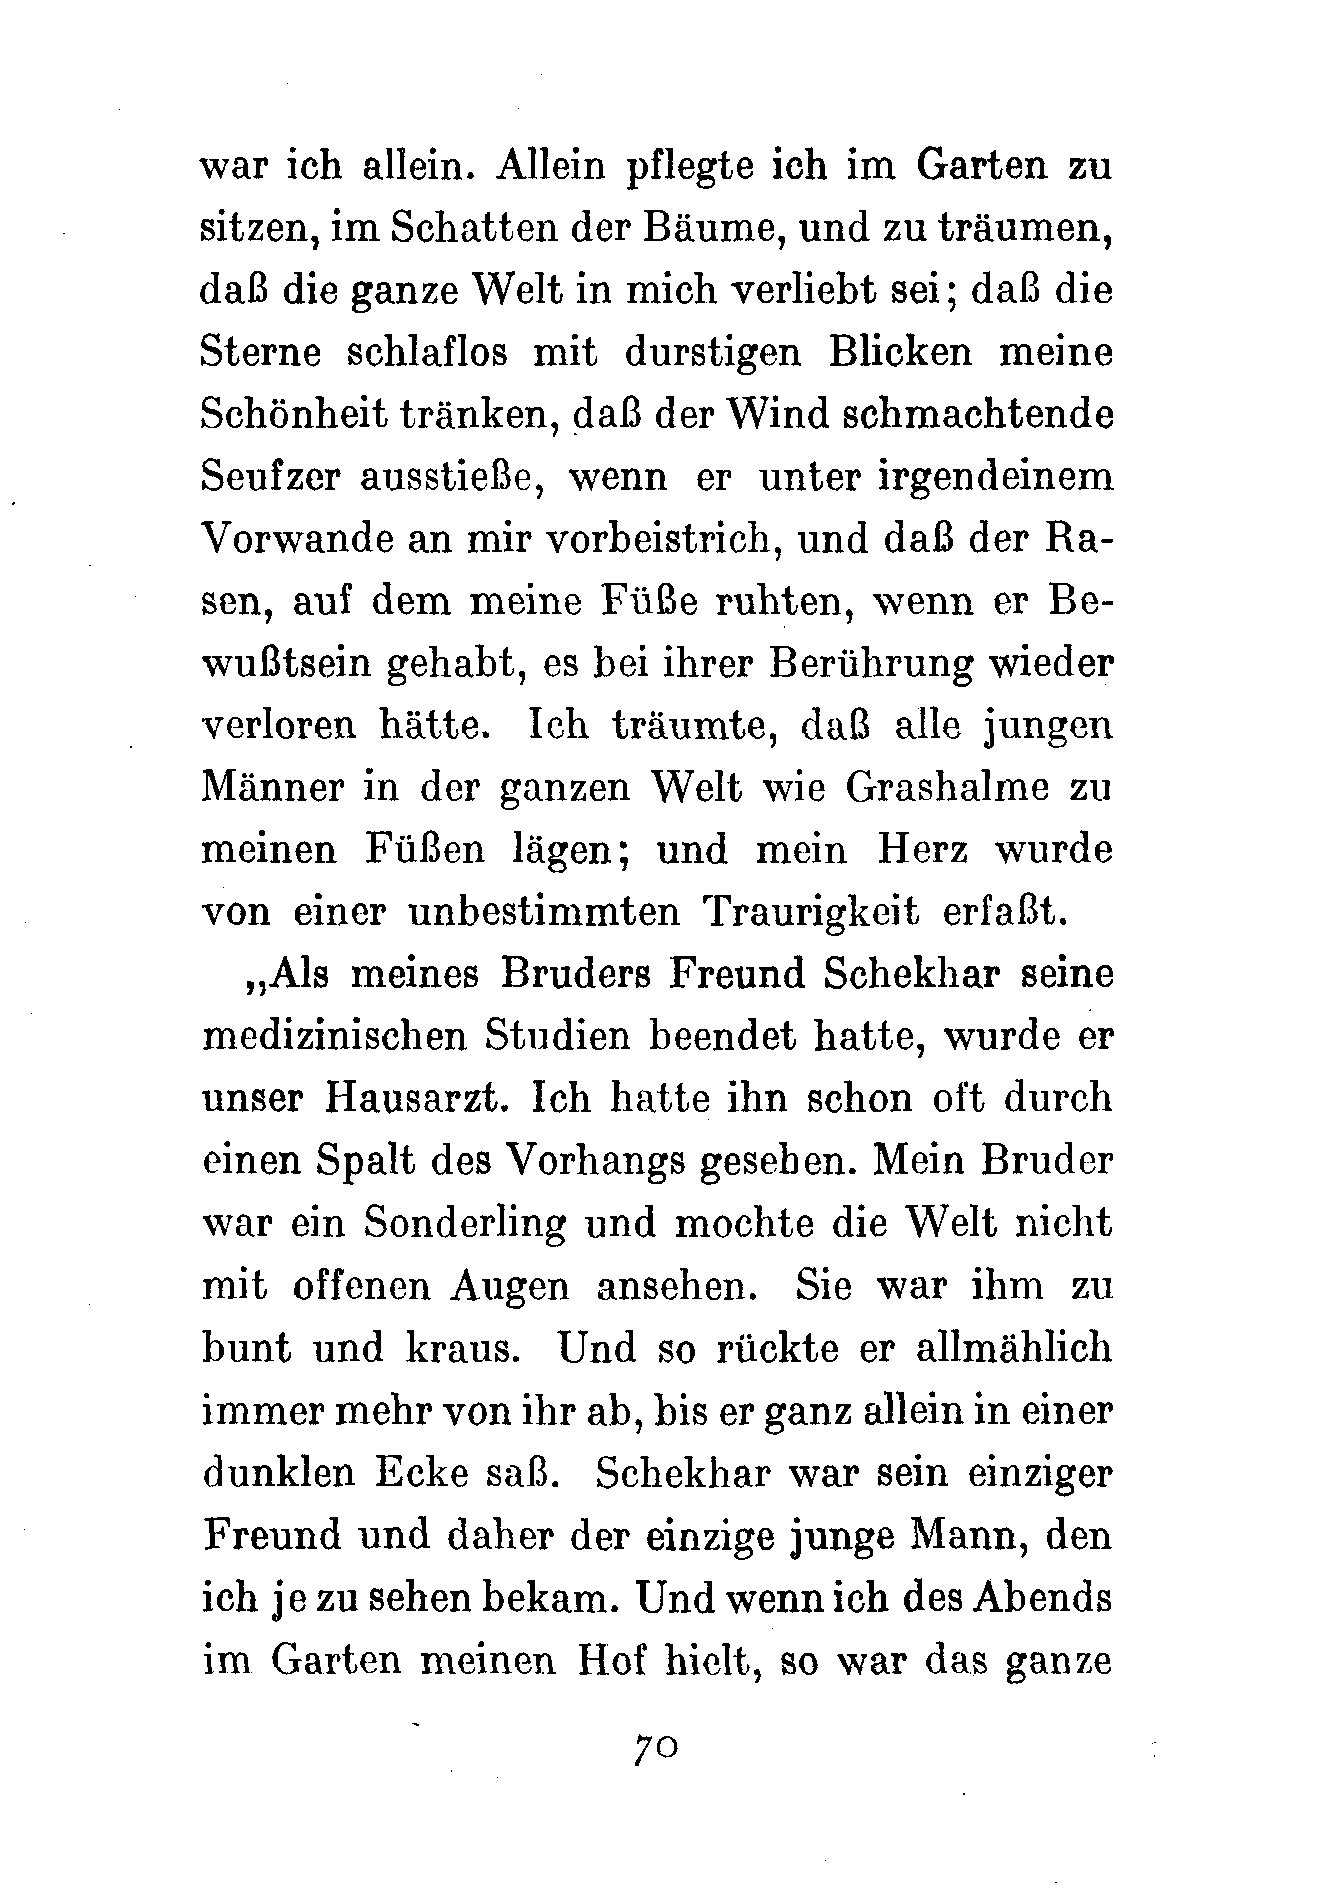 war ich allein. Allein pflegte ich im Garten zu
sitzen, im Schatten der Bäume, und zu träumen,
daß die ganze Welt in mich verliebt sei; daß die
Sterne schlaflos mit durstigen Blicken meine
Schönheit tränken, daß der Wind schmachtende
Seufzer ausstieße, wenn er unter irgendeinem
Vorwande an mir vorbeistrich, und daß der Ra-
sen, auf dem meine Füße ruhten, wenn er Be-
wußtsein gehabt, es bei ihrer Berührung wieder
verloren hätte. Ich träumte, daß alle jungen
Männer in der ganzen Welt wie Grashalme zu
meinen Füßen lägen; und mein Herz wurde
von einer unbestimmten Traurigkeit erfaßt.
„Als meines Bruders Freund Schekhar seine
medizinischen Studien beendet hatte, wurde er
unser Hausarzt. Ich hatte ihn schon oft durch
einen Spalt des Vorhangs gesehen. Mein Bruder
war ein Sonderling und mochte die Welt nicht
mit offenen Augen ansehen. Sie war ihm zu
bunt und kraus. Und so rückte er allmählich
immer mehr von ihr ab, bis er ganz allein in einer
dunklen Ecke saß. Schekhar war sein einziger
Freund und daher der einzige junge Mann, den
ich je zu sehen bekam. Und wenn ich des Abends
im Garten meinen Hof hielt, so war das ganze
70